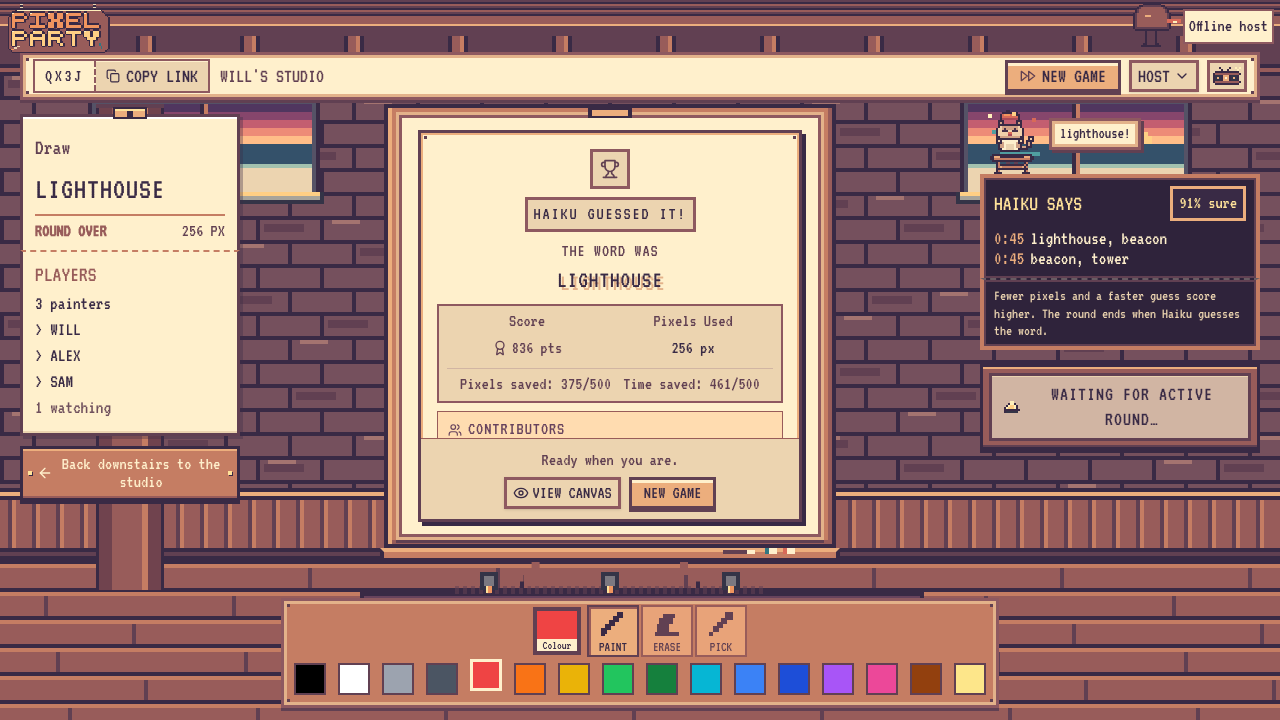 PIXEL
PARTY
Offline host
QX3J
COPY LINK
WILL'S STUDIO
NEW GAME
HOST
Draw
LIGHTHOUSE
ROUND OVER
256 PX
PLAYERS
3 painters
WILL
ALEX
SAM
1 watching
Back downstairs to the
studio
HAIKU GUESSED IT!
THE WORD WAS
LIGHTHOUSE
Score
Pixels Used
836 pts
256 px
Pixels saved: 375/500
Time saved: 461/500
CONTRIBUTORS
Ready when you are.
VIEW CANVAS
NEW GAME
lighthouse!
HAIKU SAYS
91% sure
0:45 lighthouse, beacon
0:45 beacon, tower
Fewer pixels and a faster guess score
higher. The round ends when Haiku guesses
the word.
WAITING FOR ACTIVE
ROUND…
Colour
PAINT
ERASE
PICK